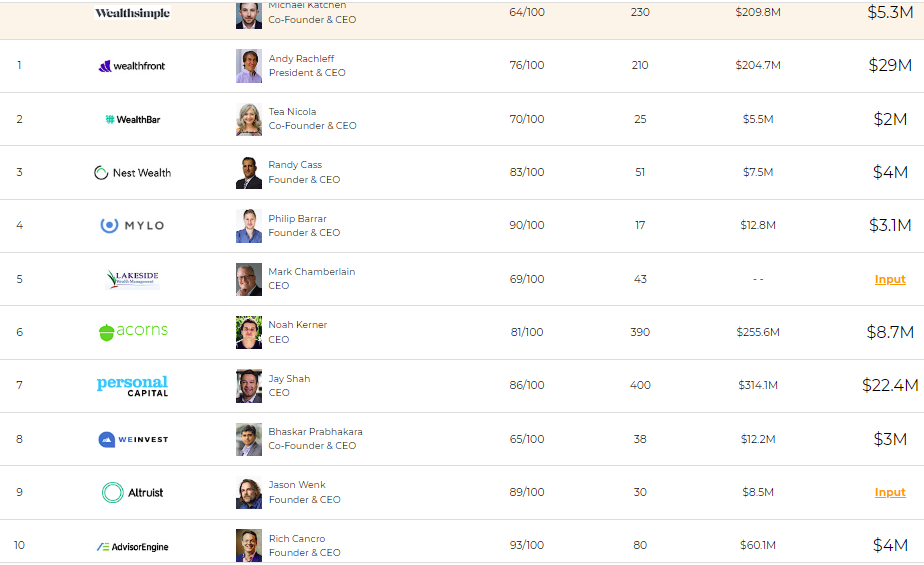 Wealthsimple
Michael Katchen
Co-Founder & CEO
64/100
230
$209.8M
$5.3M
1
wealthfront
Andy Rachleff
President & CEO
76/100
210
$204.7M
$29M
2
WealthBar
Tea Nicola
Co-Founder & CEO
70/100
25
$5.5M
$2M
3
Nest Wealth
Randy Cass
Founder & CEO
83/100
51
$7.5M
$4M
4
MYLO
Philip Barrar
Founder & CEO
90/100
17
$12.8M
$3.1M
5
LAKESIDE
Wealth Management
Mark Chamberlain
CEO
69/100
43
- -
Input
6
acorns
Noah Kerner
CEO
81/100
390
$255.6M
$8.7M
7
personal
CAPITAL
Jay Shah
CEO
86/100
400
$314.1M
$22.4M
8
WEINVEST
Bhaskar Prabhakara
Co-Founder & CEO
65/100
38
$12.2M
$3M
9
Altruist
Jason Wenk
Founder & CEO
89/100
30
$8.5M
Input
10
AdvisorEngine
Rich Cancro
Founder & CEO
93/100
80
$60.1M
$4M